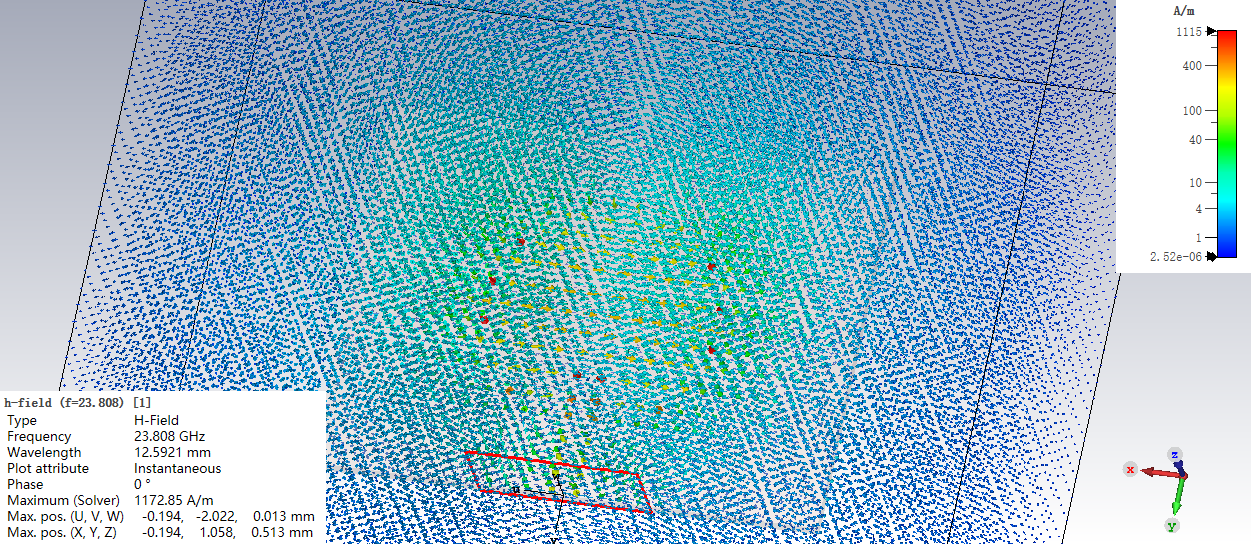 A/m
1115
400
100
40
10
4
1
2.52e-06
h-field (f=23.808) [1]
Type H-Field
Frequency 23.808 GHz
Wavelength 12.5921 mm
Plot attribute Instantaneous
Phase 0 °
Maximum (Solver) 1172.85 A/m
Max. pos. (U, V, W) -0.194, -2.022, 0.013 mm
Max. pos. (X, Y, Z) -0.194, 1.058, 0.513 mm
z
x
y